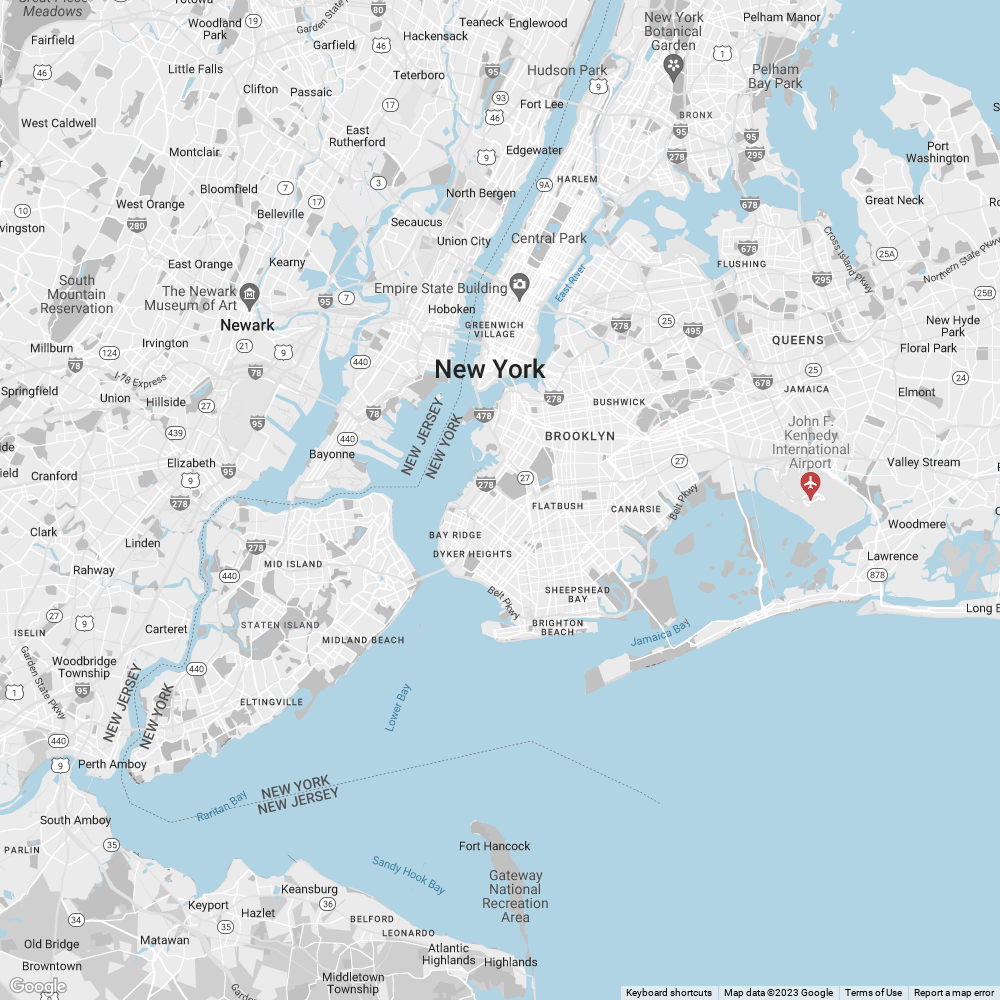 Meadows
Totowa
Woodland
Park
19
Garden State Pkwy
80
Teaneck
Englewood
New York
Botanical
Garden
Pelham Manor
Fairfield
Garfield
Hackensack
46
1
46
Little Falls
Teterboro
95
Hudson Park
Pelham
Bay Park
Clifton
Passaic
17
93
Fort Lee
9
46
BRONX
West Caldwell
East
Rutherford
95
95
Montclair
9
Edgewater
278
295
Port
Washington
Bloomfield
7
3
North Bergen
9A
HARLEM
Great Neck
West Orange
17
678
10
Belleville
Secaucus
280
Union City
Central Park
678
Cross Island Pkwy
25A
East Orange
Kearny
FLUSHING
Northern State Pkwy
South
Mountain
Reservation
The Newark
Museum of Art
7
95
Empire State Building
East River
295
25B
Hoboken
Newark
GREENWICH
VILLAGE
278
25
495
New Hyde
Park
Millburn
124
Irvington
21
9
QUEENS
Floral Park
78
I-78 Express
78
440
New York
678
25
24
Springfield
Union
Hillside
27
78
278
BUSHWICK
JAMAICA
Elmont
95
478
NEW JERSEY
NEW YORK
439
440
BROOKLYN
John F.
Kennedy
International
Airport
Bayonne
Cranford
Elizabeth
95
9
27
27
278
Valley Stream
278
Belt Pkwy
FLATBUSH
CANARSIE
Woodmere
Clark
Linden
BAY RIDGE
278
DYKER HEIGHTS
Lawrence
Rahway
440
MID ISLAND
878
27
9
Belt Pkwy
SHEEPSHEAD
BAY
ISELIN
Carteret
STATEN ISLAND
MIDLAND BEACH
BRIGHTON
BEACH
Jamaica Bay
Garden State Pkwy
Woodbridge
Township
440
1
95
NEW JERSEY
NEW YORK
ELTINGVILLE
Lower Bay
440
9
Perth Amboy
Raritan Bay
NEW YORK
NEW JERSEY
South Amboy
35
PARLIN
Fort Hancock
Sandy Hook Bay
Gateway
National
Recreation
Area
Keansburg
Keyport
Hazlet
36
34
35
BELFORD
LEONARDO
Old Bridge
Matawan
Atlantic
Highlands
Highlands
Browntown
Middletown
Township
Google
Keyboard shortcuts
Map data ©2023 Google
Terms of Use
Report a map error